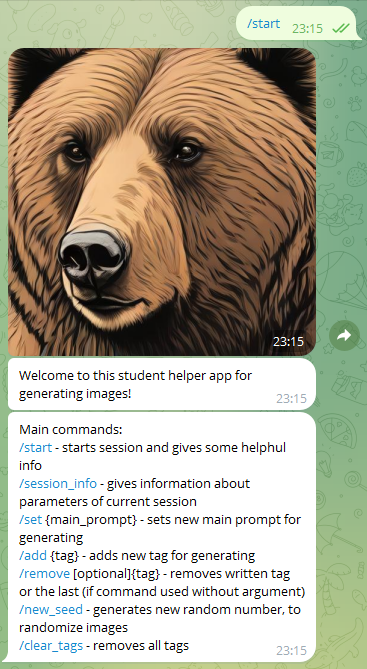 /start 23:15
23:15
Welcome to this student helper app for
generating images!
23:15
Main commands:
/start - starts session and gives some helphul
info
/session_info - gives information about
parameters of current session
/set {main_prompt} - sets new main prompt for
generating
/add {tag} - adds new tag for generating
/remove [optional]{tag} - removes written tag
or the last (if command used without argument)
/new_seed - generates new random number, to
randomize images
/clear_tags - removes all tags
23:15